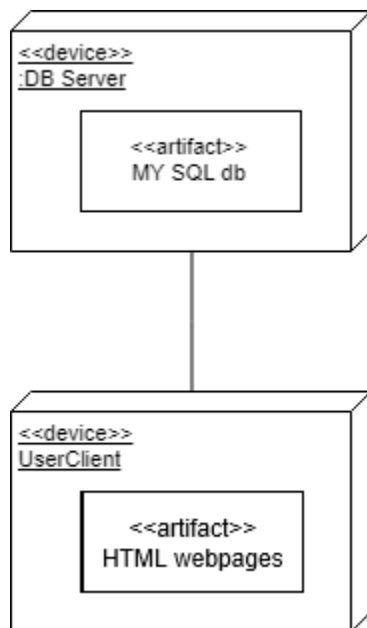 <<device>>
:DB Server
<<artifact>>
MY SQL db
<<device>>
UserClient
<<artifact>>
HTML webpages